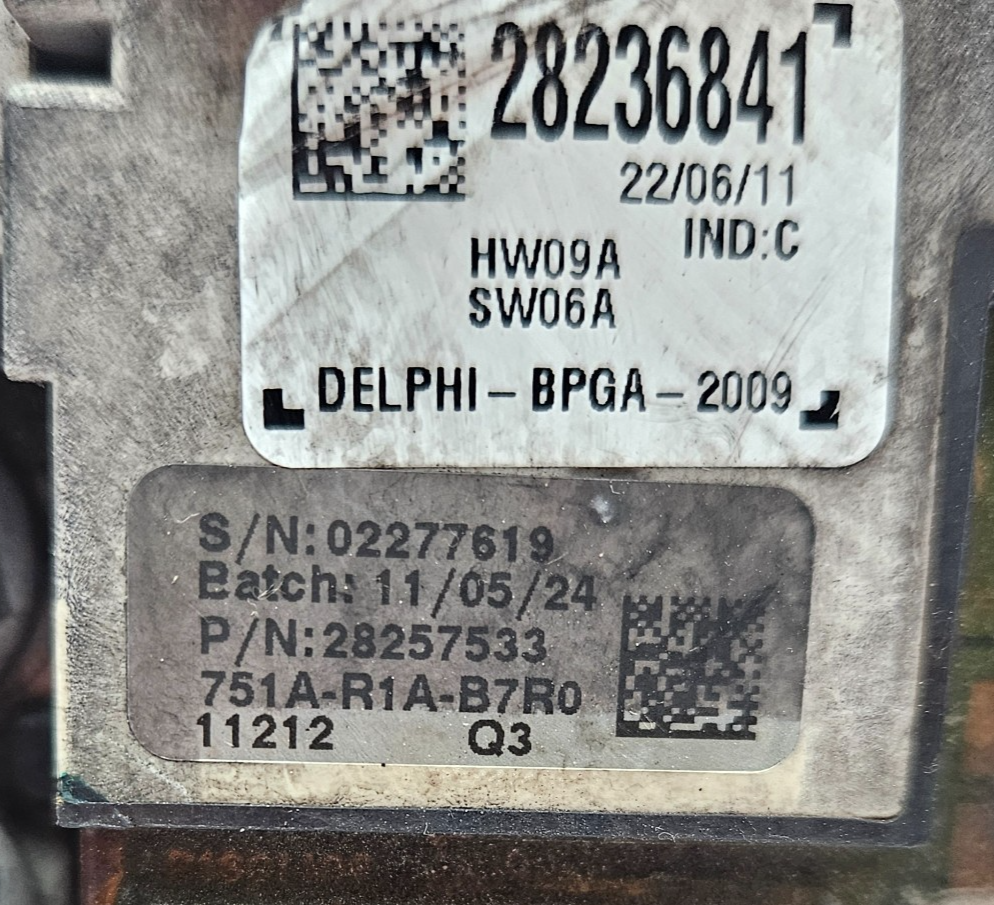 28236841
22/06/11
IND:C
HW09A
SW06A
DELPHI – BPGA – 2009
S/N:02277619
Batch: 11/05/24
P/N:28257533
751A-R1A-B7R0
11212 Q3